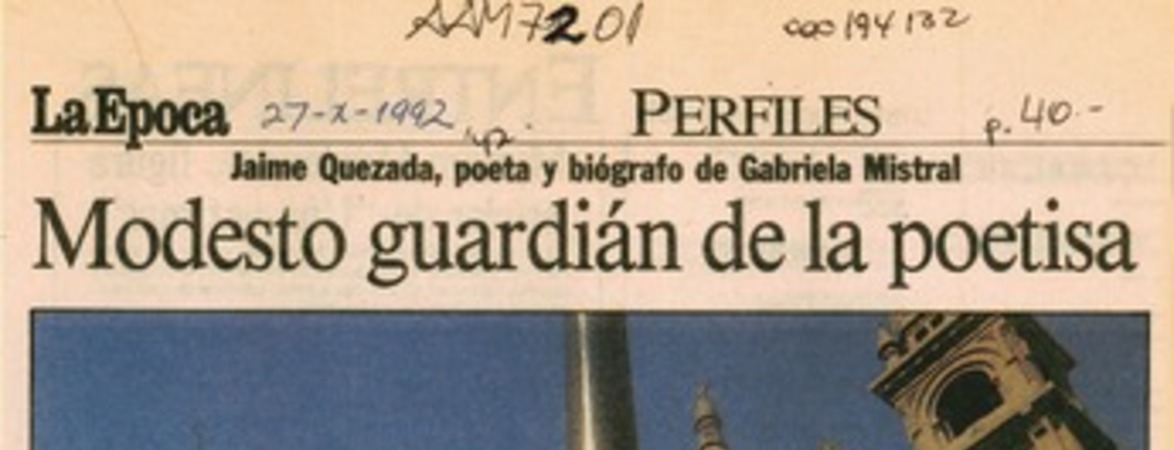 AAM7201 000194132
La Epoca 27-X-1992 PERFILES p. 40.-
Jaime Quezada, poeta y biógrafo de Gabriela Mistral
Modesto guardián de la poetisa